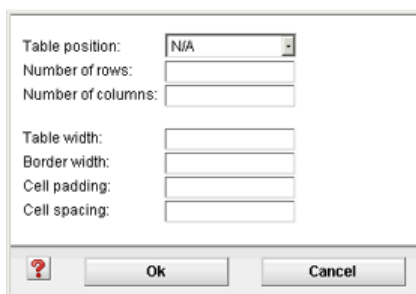 Table position: N/A
Number of rows:
Number of columns:
Table width:
Border width:
Cell padding:
Cell spacing:
? Ok Cancel